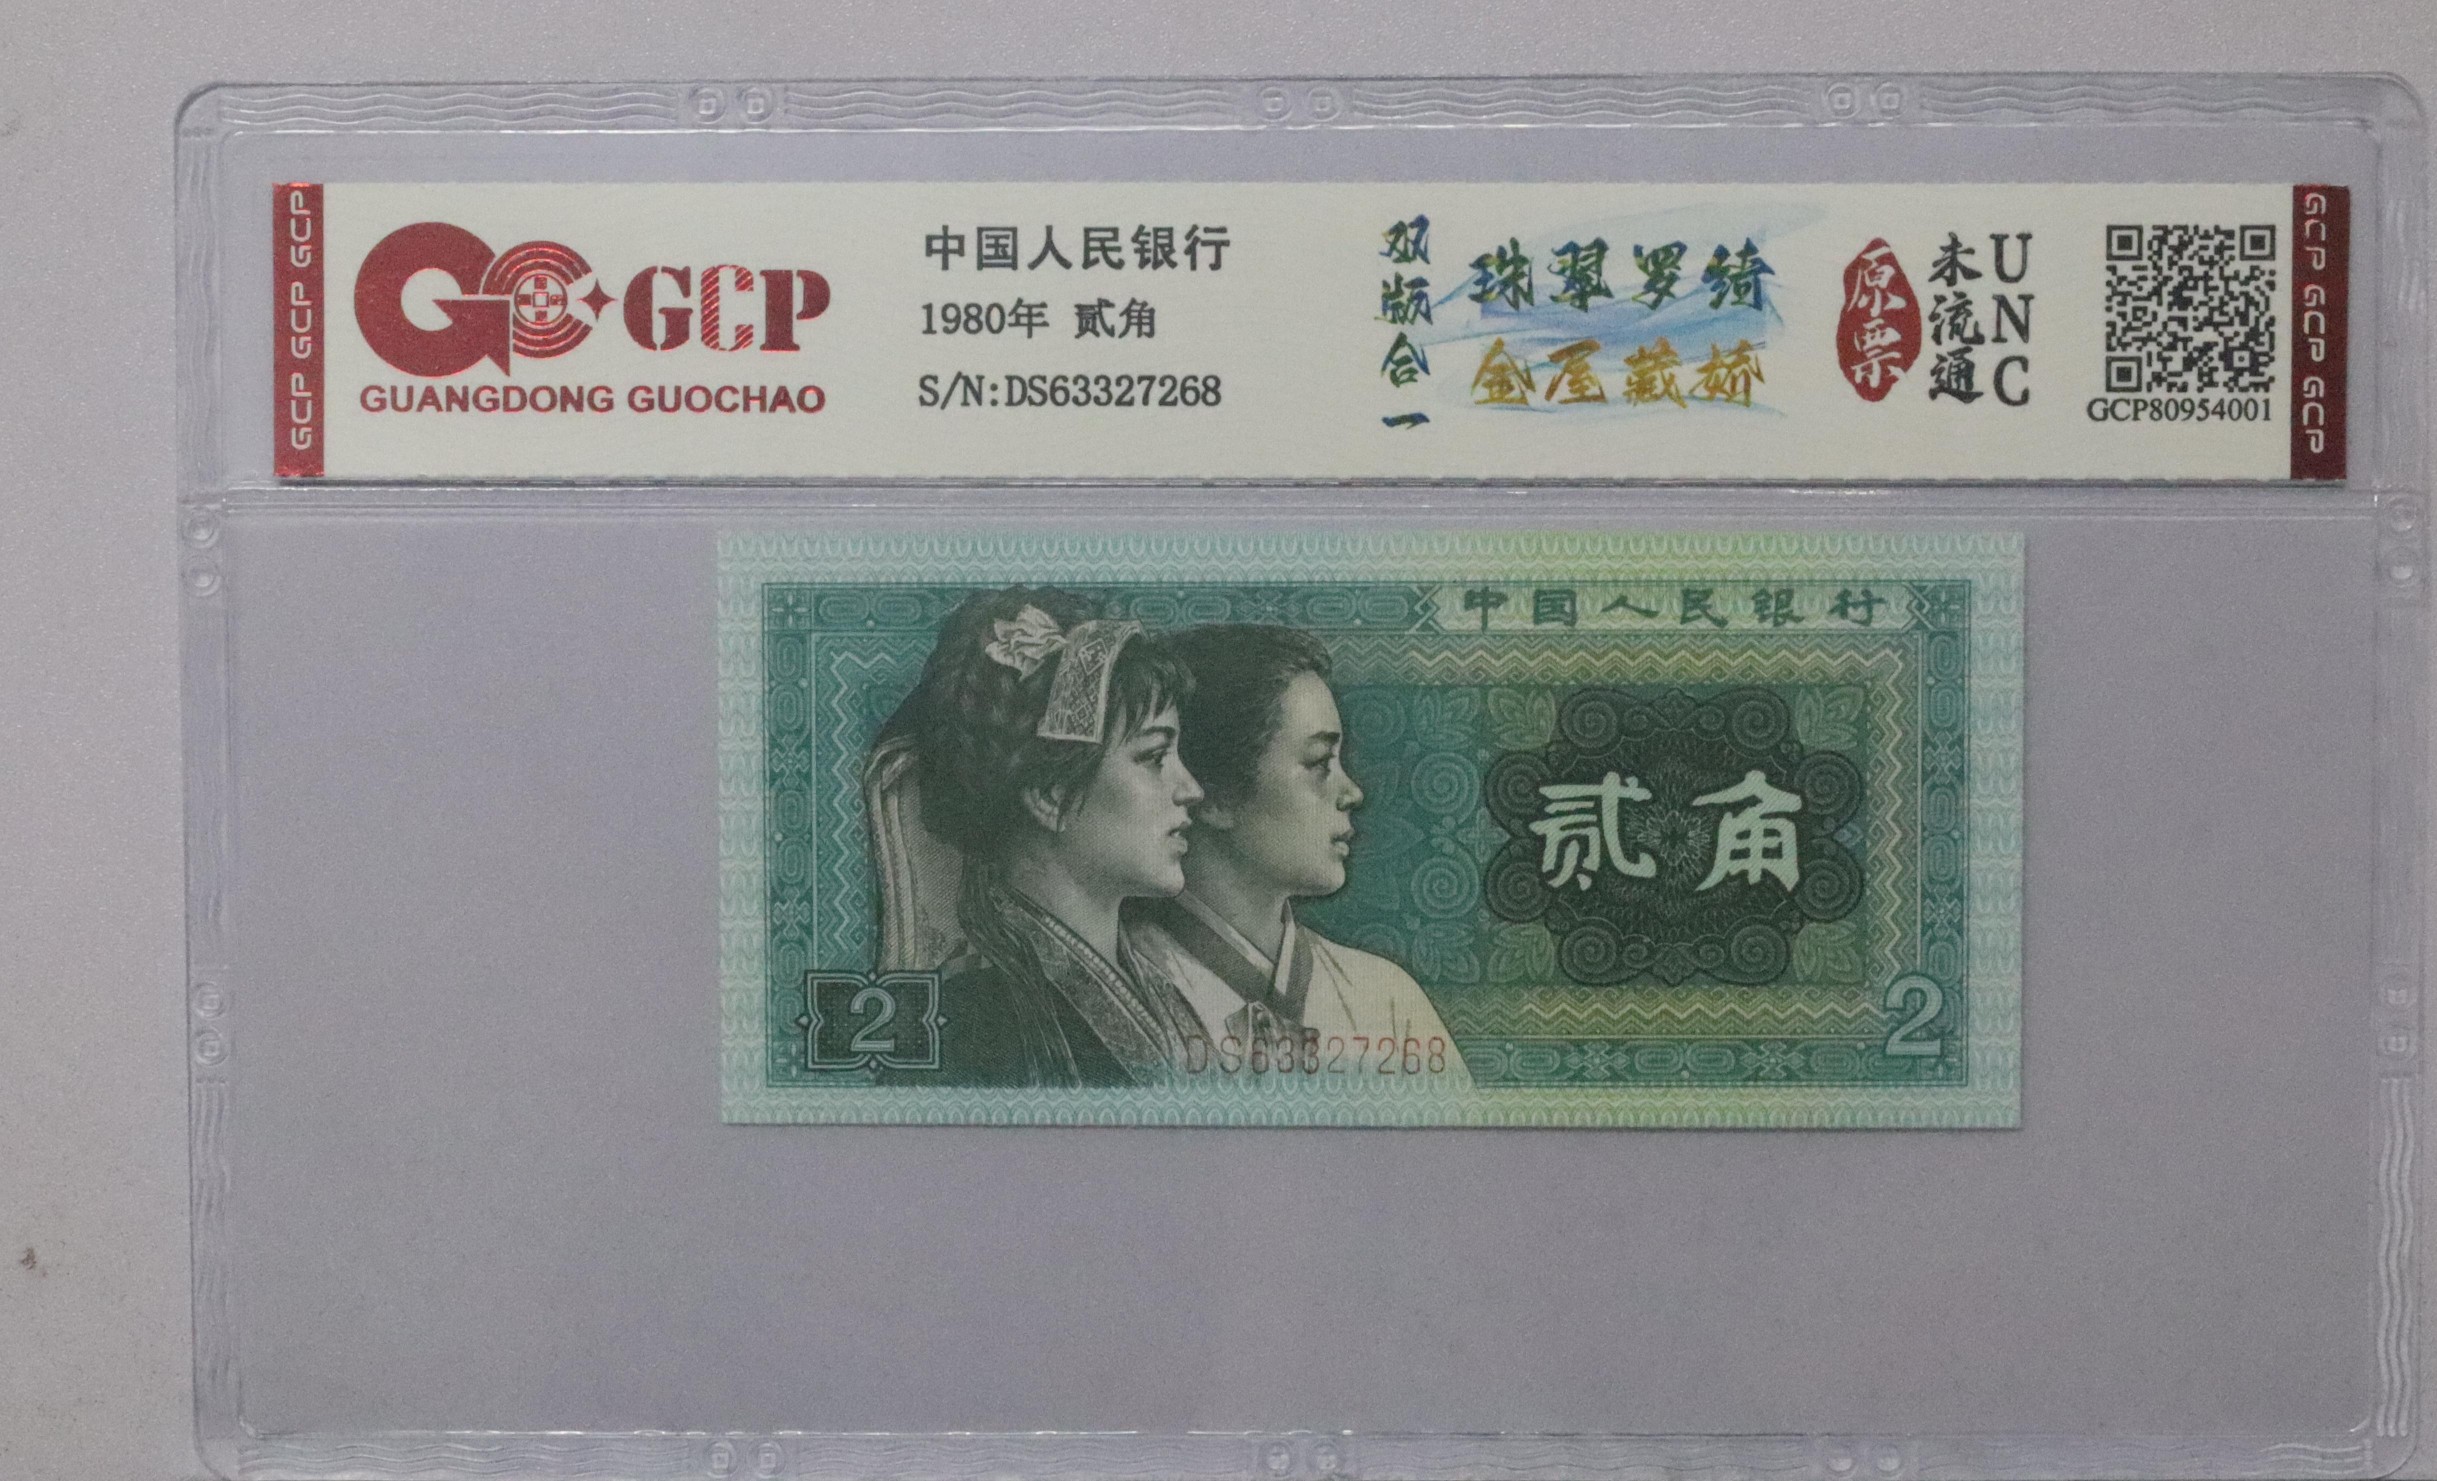 GCP GCP GCP
GCP
GUANGDONG GUOCHAO
中国人民银行
1980年 贰角
S/N:DS63327268
双版合一
珠翠罗绮
金屋藏娇
原票
未流通
UNC
GCP80954001
GCP GCP GCP
中国人民银行
贰角
2
DS63327268
2